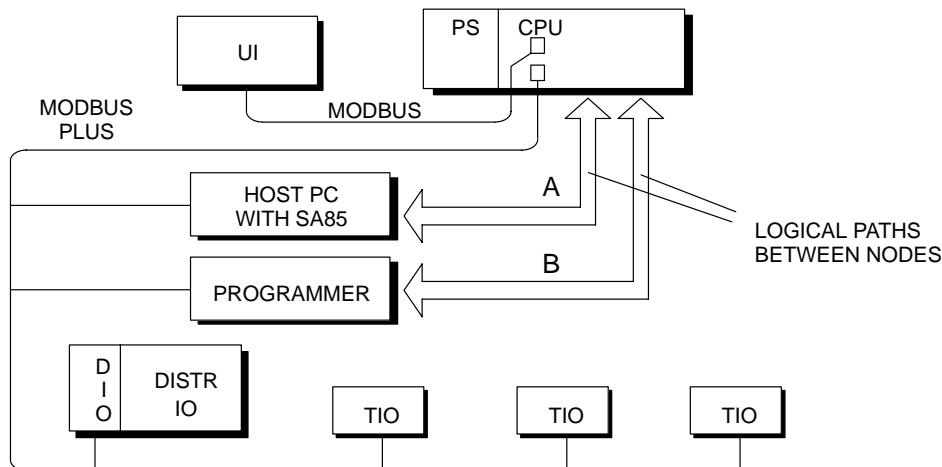 PS
CPU
UI
MODBUS
MODBUS
PLUS
HOST PC
WITH SA85
A
LOGICAL PATHS
BETWEEN NODES
B
PROGRAMMER
D
I
O
DISTR
IO
TIO
TIO
TIO